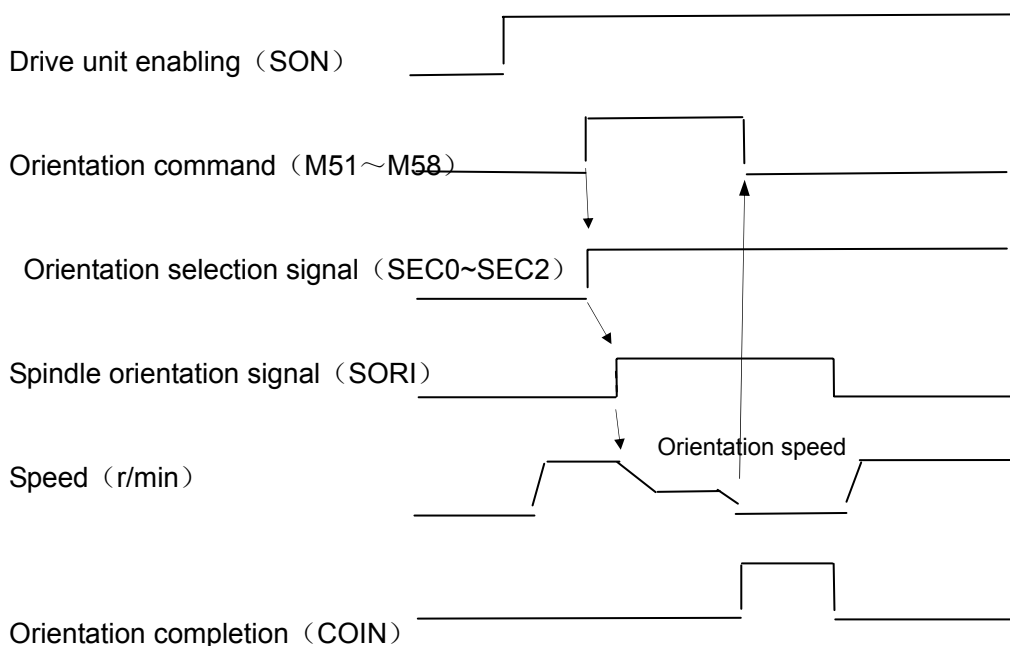 Drive unit enabling（SON）
Orientation command（M51～M58）
Orientation selection signal（SEC0~SEC2）
Spindle orientation signal（SORI）
Orientation speed
Speed（r/min）
Orientation completion（COIN）